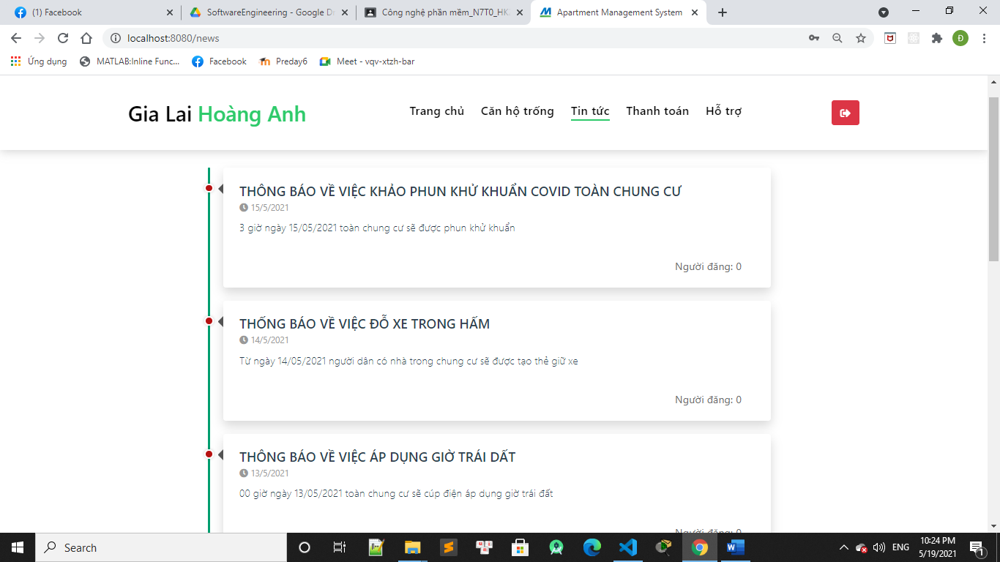 (1) Facebook
SoftwareEngineering - Google D
Công nghệ phần mềm_N7T0_HK
Apartment Management System
localhost:8080/news
Đ
Ứng dụng
MATLAB:Inline Func...
Facebook
Preday6
Meet - vqv-xtzh-bar
Gia Lai Hoàng Anh
Trang chủ
Căn hộ trống
Tin tức
Thanh toán
Hỗ trợ
THÔNG BÁO VỀ VIỆC KHẢO PHUN KHỬ KHUẨN COVID TOÀN CHUNG CƯ
15/5/2021
3 giờ ngày 15/05/2021 toàn chung cư sẽ được phun khử khuẩn
Người đăng: 0
THỐNG BÁO VỀ VIỆC ĐỖ XE TRONG HẤM
14/5/2021
Từ ngày 14/05/2021 người dân có nhà trong chung cư sẽ được tạo thẻ giữ xe
Người đăng: 0
THÔNG BÁO VỀ VIỆC ÁP DỤNG GIỜ TRÁI DẤT
13/5/2021
00 giờ ngày 13/05/2021 toàn chung cư sẽ cúp điện áp dụng giờ trái đất
Người đăng: 0
Search
ENG
10:24 PM
5/19/2021
1